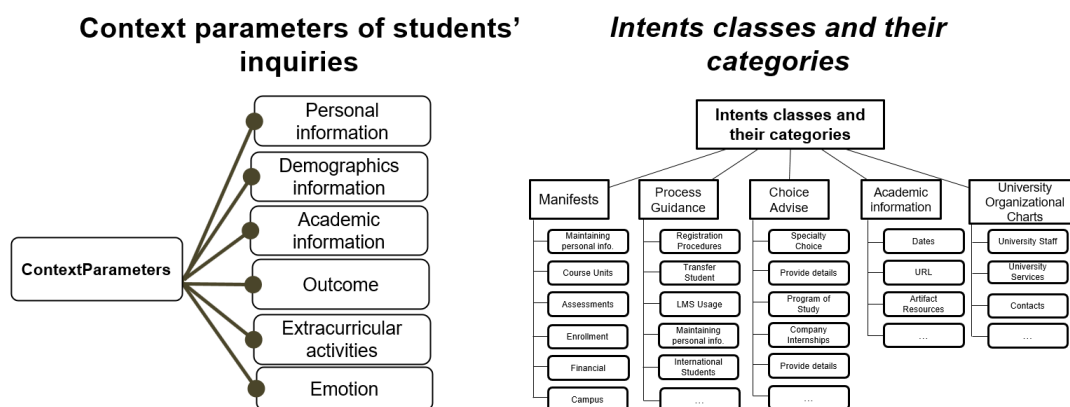 Context parameters of students'
inquiries
Personal
information
Demographics
information
Academic
information
ContextParameters
Outcome
Extracurricular
activities
Emotion
Intents classes and their
categories
Intents classes and
their categories
Manifests
Maintaining
personal info.
Course Units
Assessments
Enrollment
Financial
Campus
Process
Guidance
Registration
Procedures
Transfer
Student
LMS Usage
Maintaining
personal info.
International
Students
...
Choice
Advise
Specialty
Choice
Provide details
Program of
Study
Company
Internships
Provide details
...
Academic
information
Dates
URL
Artifact
Resources
...
University
Organizational
Charts
University Staff
University
Services
Contacts
...